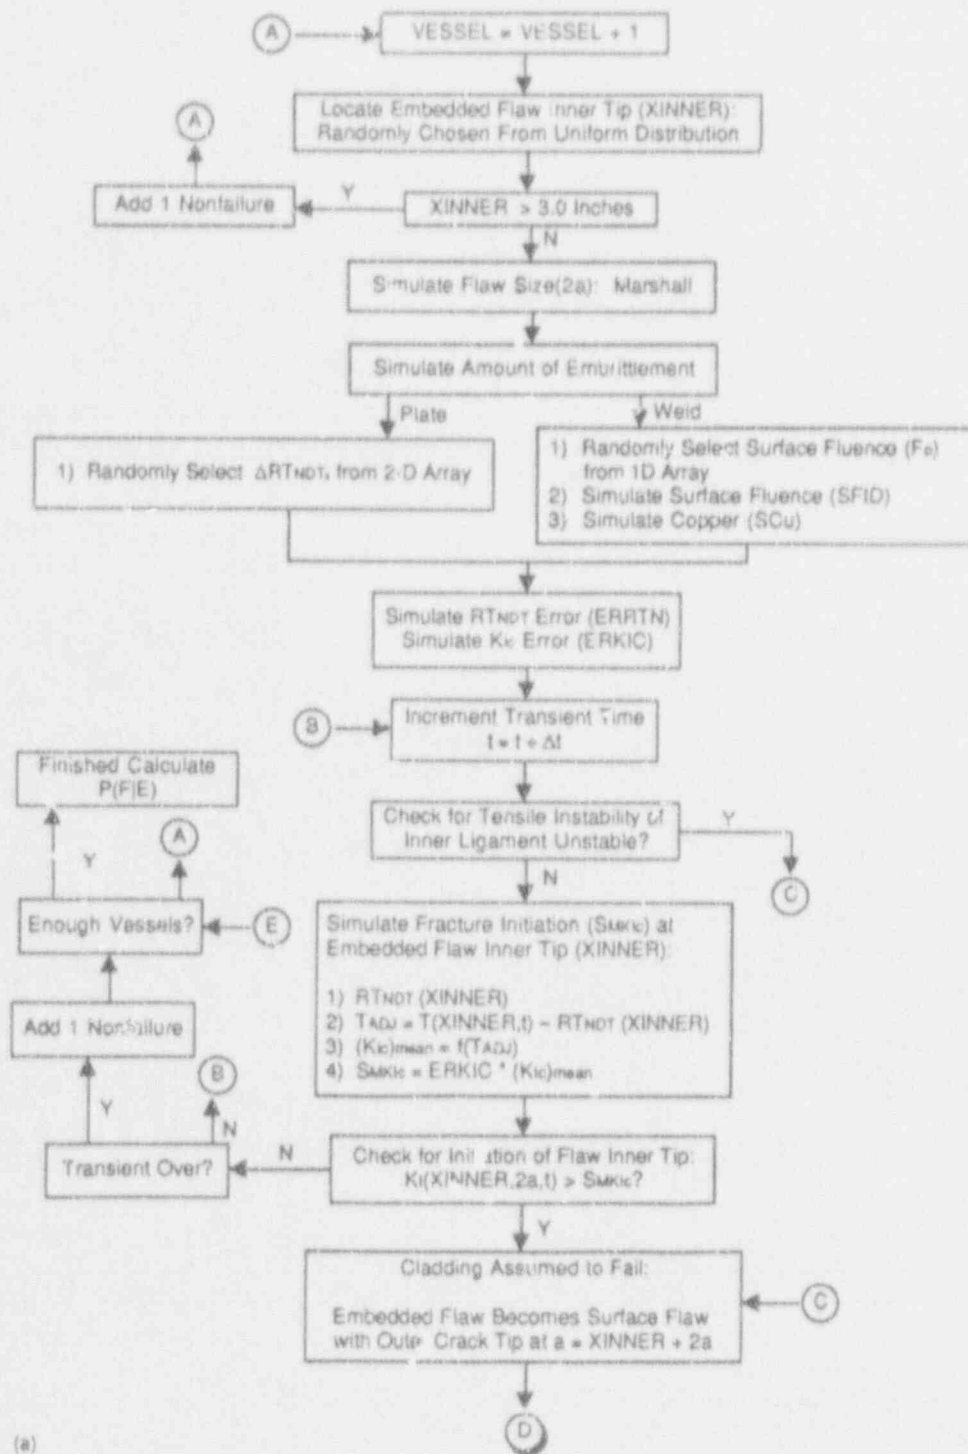 A
VESSEL = VESSEL + 1
Locate Embedded Flaw Inner Tip (XINNER):
Randomly Chosen From Uniform Distribution
A
Add 1 Nonfailure
Y
XINNER > 3.0 Inches
N
Simulate Flaw Size(2a): Marshall
Simulate Amount of Embrittlement
Plate
Weld
1) Randomly Select ΔRTNDT, from 2-D Array
1) Randomly Select Surface Fluence (Fo)
from 1D Array
2) Simulate Surface Fluence (SFID)
3) Simulate Copper (SCu)
Simulate RTNDT Error (ERRTN)
Simulate KIc Error (ERKIC)
B
Increment Transient Time
t = t + Δt
Finished Calculate
P(F|E)
Check for Tensile Instability of
Inner Ligament Unstable?
Y
A
Y
N
C
Enough Vessels?
E
Simulate Fracture Initiation (SMKIc) at
Embedded Flaw Inner Tip (XINNER):
1) RTNDT (XINNER)
2) TADJ = T(XINNER,t) - RTNDT (XINNER)
3) (KIc)mean = f(TADJ)
4) SMKIc = ERKIC * (KIc)mean
Add 1 Nonfailure
B
Y
N
Transient Over?
N
Check for Initiation of Flaw Inner Tip:
KI(XINNER,2a,t) > SMKIc?
Y
Cladding Assumed to Fail:
Embedded Flaw Becomes Surface Flaw
with Outer Crack Tip at a = XINNER + 2a
C
D
(a)